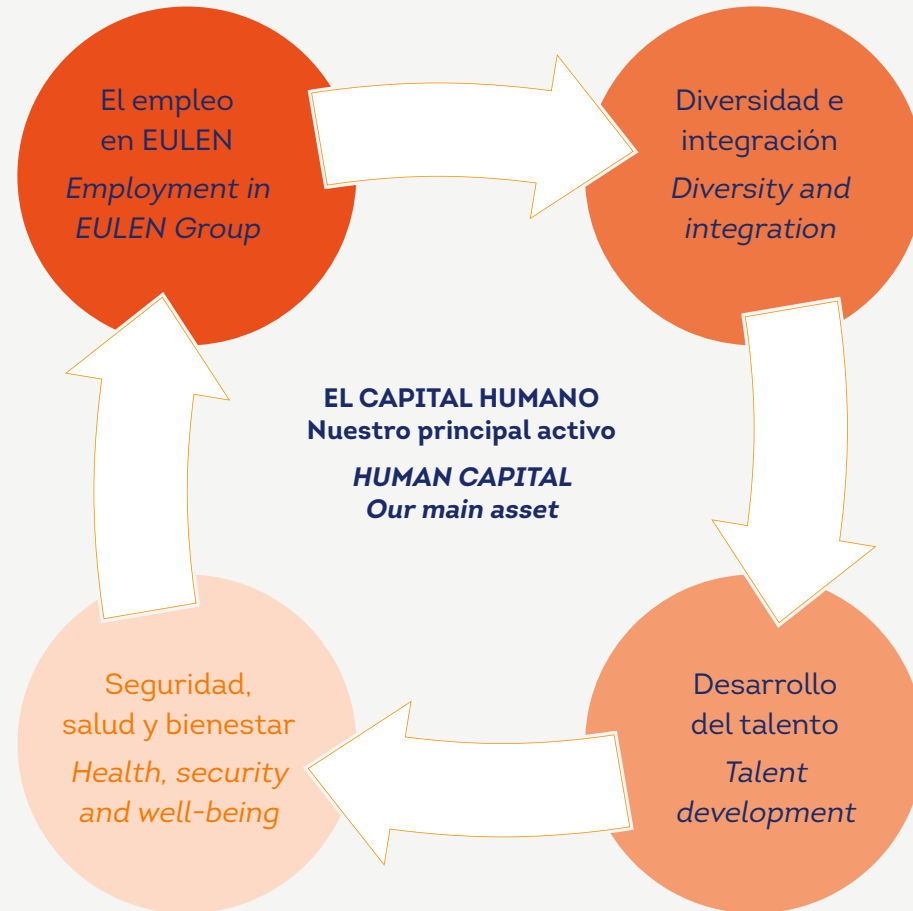 El empleo
en EULEN
Employment in
EULEN Group
Diversidad e
integración
Diversity and
integration
EL CAPITAL HUMANO
Nuestro principal activo
HUMAN CAPITAL
Our main asset
Seguridad,
salud y bienestar
Health, security
and well-being
Desarrollo
del talento
Talent
development